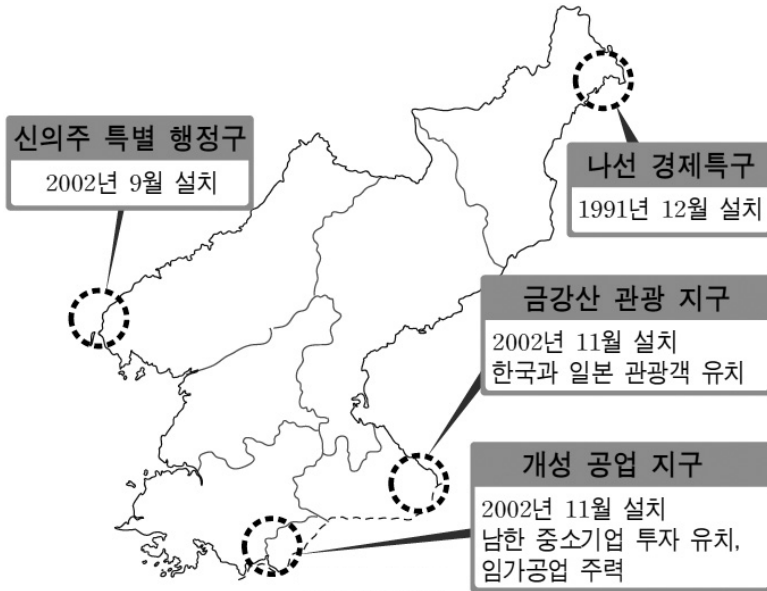 신의주 특별 행정구
2002년 9월 설치
나선 경제특구
1991년 12월 설치
금강산 관광 지구
2002년 11월 설치
한국과 일본 관광객 유치
개성 공업 지구
2002년 11월 설치
남한 중소기업 투자 유치,
임가공업 주력